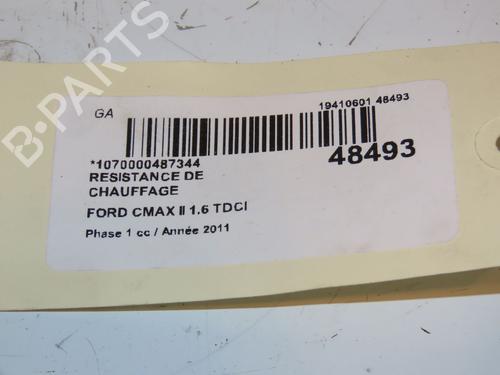 B-PARTS
GA
19410601 48493
*1070000487344
48493
RESISTANCE DE
CHAUFFAGE
FORD CMAX II 1.6 TDCI
Phase 1 cc / Année 2011